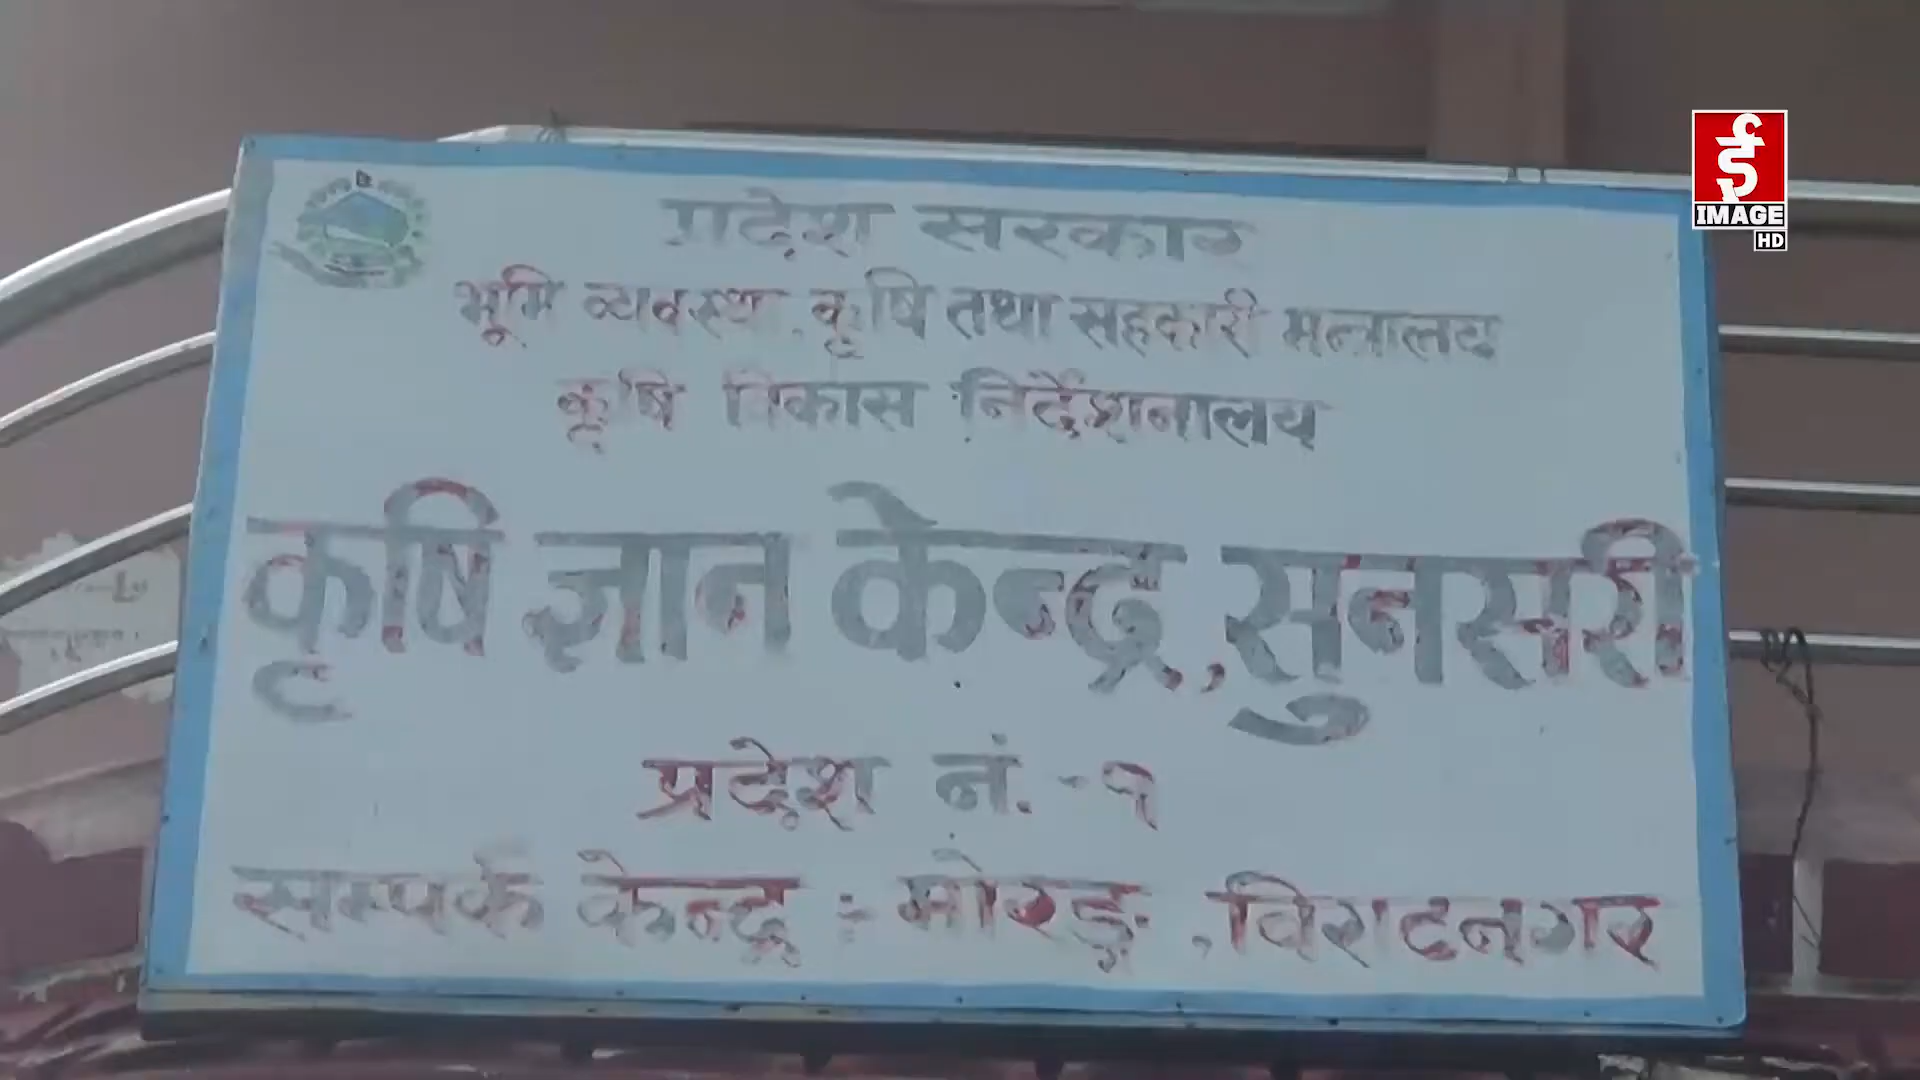 प्रदेश सरकार
भूमि व्यवस्था, कृषि तथा सहकारी मन्त्रालय
कृषि विकास निर्देशनालय
कृषि ज्ञान केन्द्र, सुनसरी
प्रदेश नं. -१
सम्पर्क केन्द्र : मोरङ, विराटनगर
IMAGE
HD